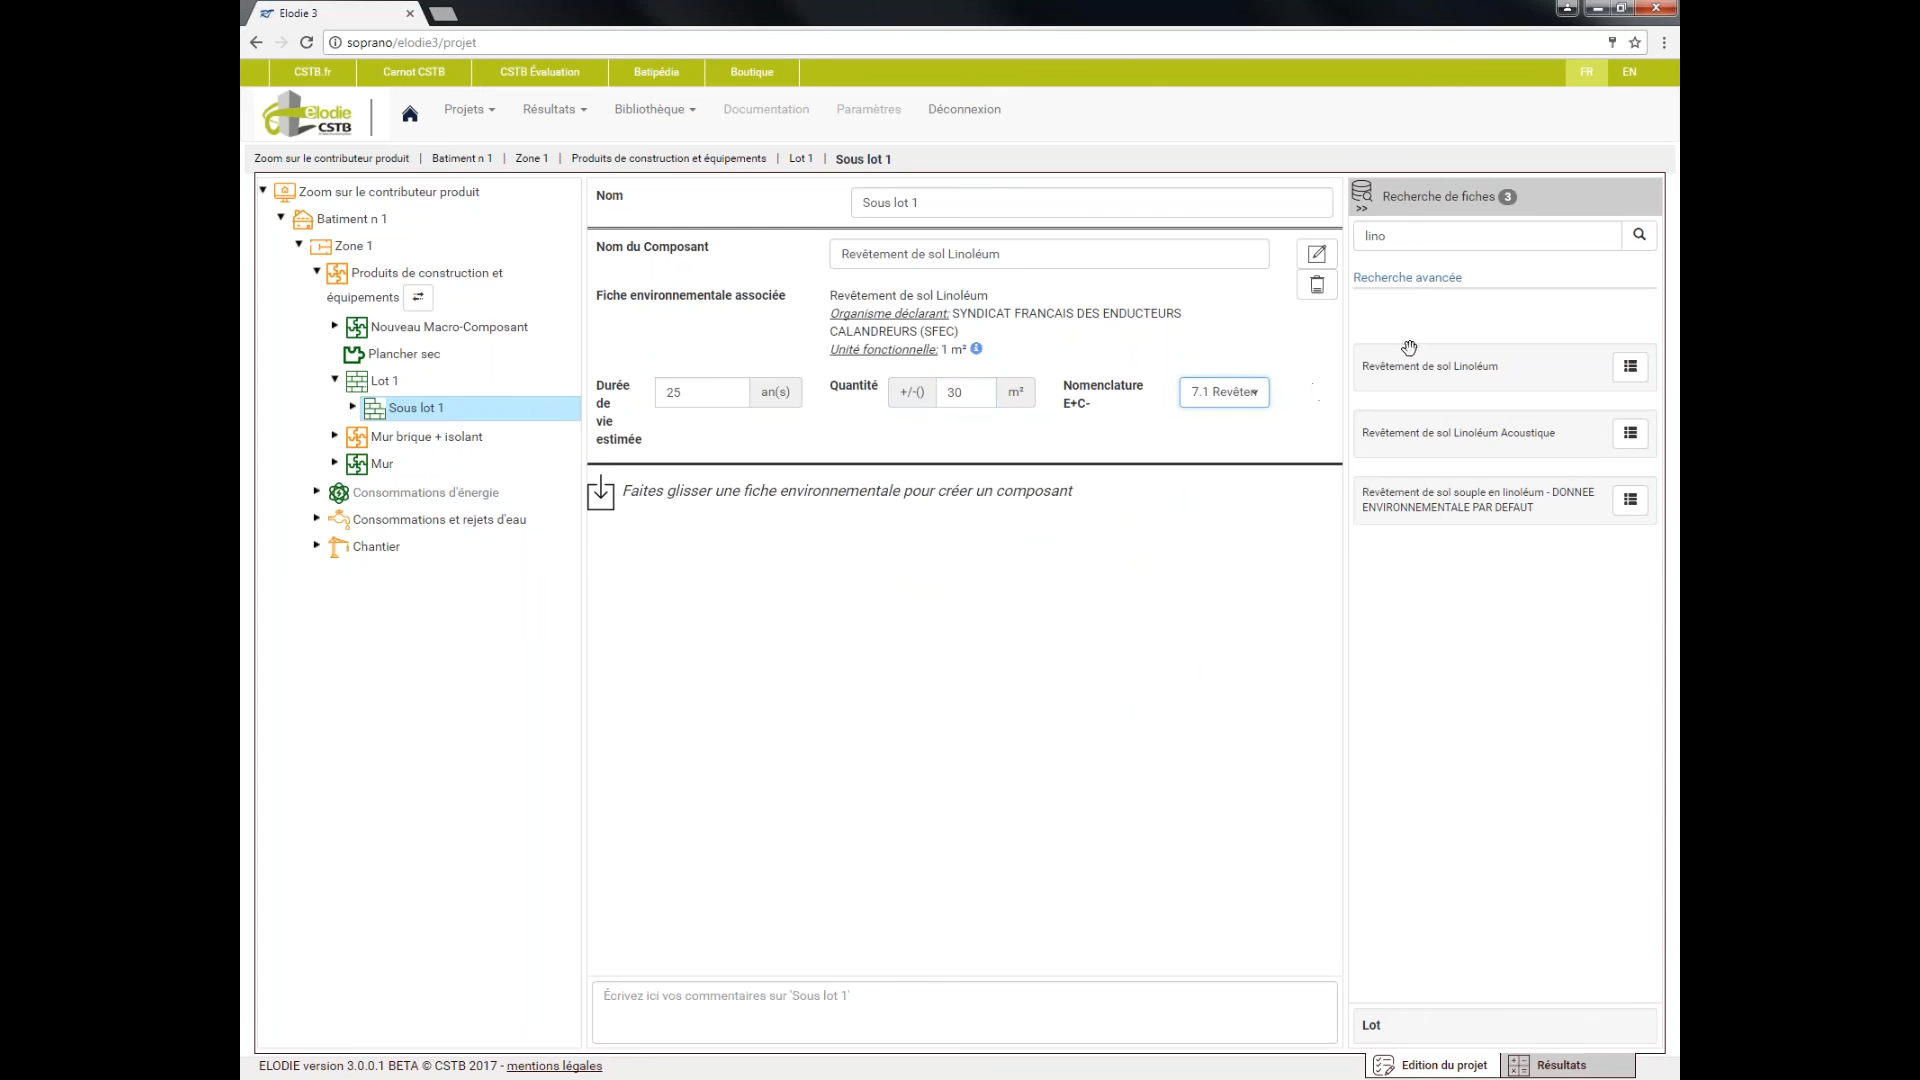 Elodie 3
soprano/elodie3/projet
CSTB.fr Carnot CSTB CSTB Évaluation Batipédia Boutique FR EN
elodie CSTB Projets Résultats Bibliothèque Documentation Paramètres Déconnexion
Zoom sur le contributeur produit | Batiment n 1 | Zone 1 | Produits de construction et équipements | Lot 1 | Sous lot 1
Zoom sur le contributeur produit
Batiment n 1
Zone 1
Produits de construction et
équipements
Nouveau Macro-Composant
Plancher sec
Lot 1
Sous lot 1
Mur brique + isolant
Mur
Consommations d'énergie
Consommations et rejets d'eau
Chantier
Nom Sous lot 1
Nom du Composant Revêtement de sol Linoléum
Fiche environnementale associée Revêtement de sol Linoléum
Organisme déclarant: SYNDICAT FRANCAIS DES ENDUCTEURS
CALANDREURS (SFEC)
Unité fonctionnelle: 1 m²
Durée
de
vie
estimée
25 an(s)
Quantité +/-() 30 m²
Nomenclature
E+C-
7.1 Revêtem
Faites glisser une fiche environnementale pour créer un composant
Écrivez ici vos commentaires sur 'Sous lot 1'
>> Recherche de fiches 3
lino
Recherche avancée
Revêtement de sol Linoléum
Revêtement de sol Linoléum Acoustique
Revêtement de sol souple en linoléum - DONNEE
ENVIRONNEMENTALE PAR DEFAUT
Lot
ELODIE version 3.0.0.1 BETA © CSTB 2017 - mentions légales
Edition du projet Résultats